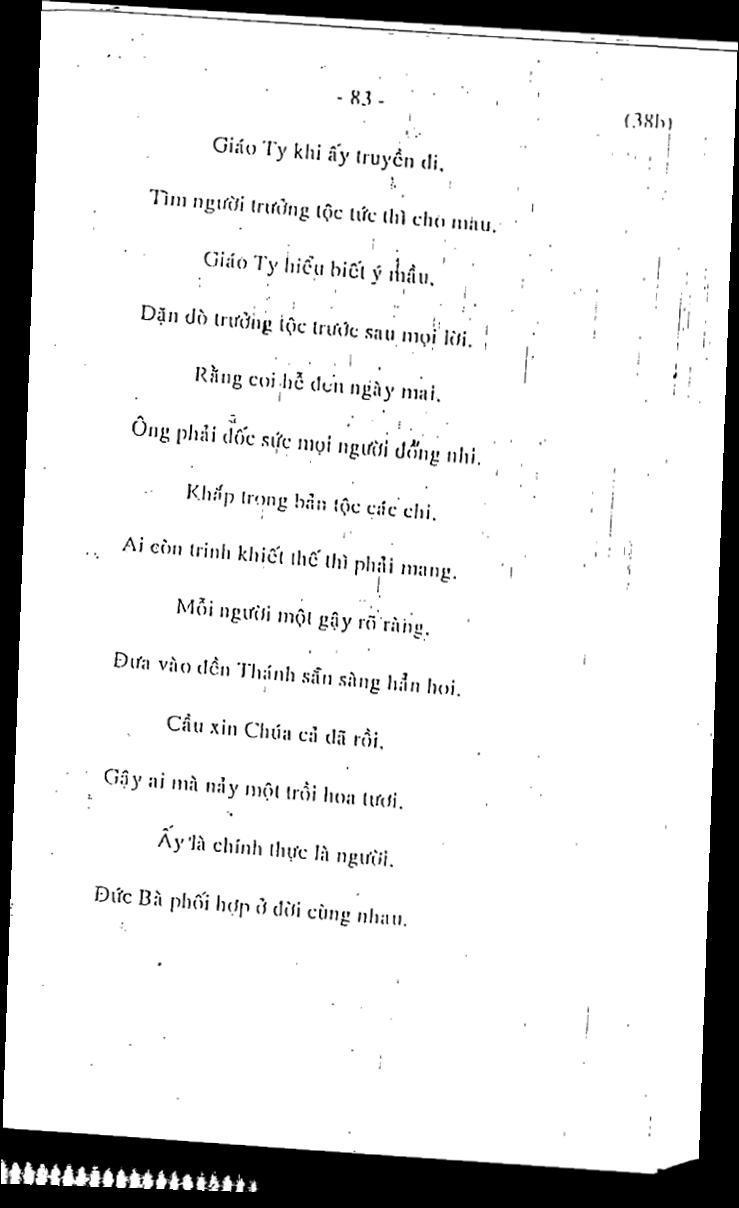 - 83 -
(38b)
Giáo Ty khi ấy truyền đi,
Tìm người trưởng tộc tức thì cho mau.
Giáo Ty hiểu biết ý mầu,
Dặn dò trưởng tộc trước sau mọi lời.
Rằng coi hễ đến ngày mai,
Ông phải dốc sức mọi người đồng nhi.
Khắp trong bản tộc các chi,
Ai còn trinh khiết thế thì phải mang.
Mỗi người một gậy rõ ràng,
Đưa vào đền Thánh sẵn sàng hẳn hoi.
Cầu xin Chúa cả đã rồi,
Gậy ai mà nảy một trồi hoa tươi.
Ấy là chính thực là người,
Đức Bà phối hợp ở đời cùng nhau.